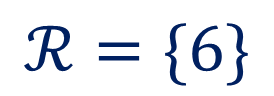 ℛ = {6}